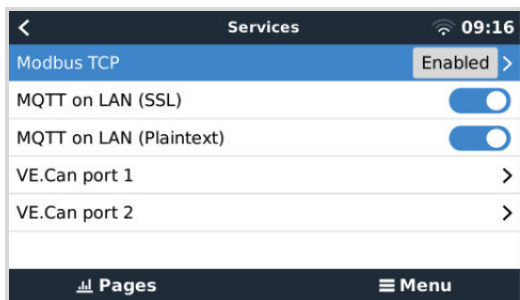 Services 09:16
Modbus TCP Enabled
MQTT on LAN (SSL)
MQTT on LAN (Plaintext)
VE.Can port 1
VE.Can port 2
Pages Menu